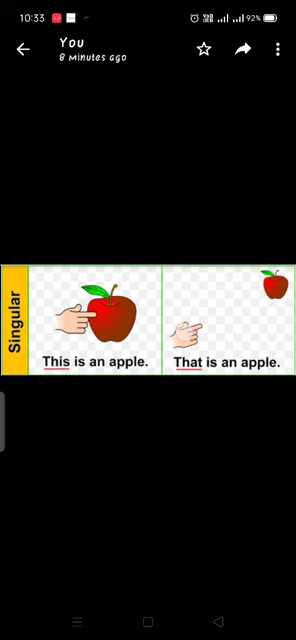 10:33
92%
You
8 minutes ago
Singular
This is an apple.
That is an apple.